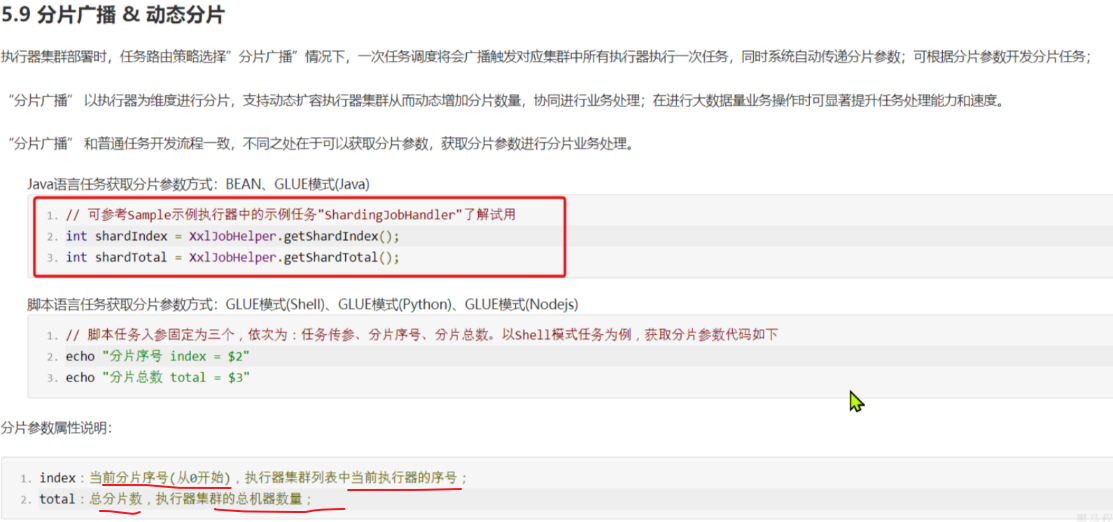 5.9 分片广播 & 动态分片
执行器集群部署时，任务路由策略选择”分片广播”情况下，一次任务调度将会广播触发对应集群中所有执行器执行一次任务，同时系统自动传递分片参数；可根据分片参数开发分片任务；
“分片广播” 以执行器为维度进行分片，支持动态扩容执行器集群从而动态增加分片数量，协同进行业务处理；在进行大数据量业务操作时可显著提升任务处理能力和速度。
“分片广播” 和普通任务开发流程一致，不同之处在于可以获取分片参数，获取分片参数进行分片业务处理。
Java语言任务获取分片参数方式：BEAN、GLUE模式(Java)
1. // 可参考Sample示例执行器中的示例任务"ShardingJobHandler"了解试用
2. int shardIndex = XxlJobHelper.getShardIndex();
3. int shardTotal = XxlJobHelper.getShardTotal();
脚本语言任务获取分片参数方式：GLUE模式(Shell)、GLUE模式(Python)、GLUE模式(Nodejs)
1. // 脚本任务入参固定为三个，依次为：任务传参、分片序号、分片总数。以Shell模式任务为例，获取分片参数代码如下
2. echo "分片序号 index = $2"
3. echo "分片总数 total = $3"
分片参数属性说明：
1. index：当前分片序号(从0开始)，执行器集群列表中当前执行器的序号；
2. total：总分片数，执行器集群的总机器数量；